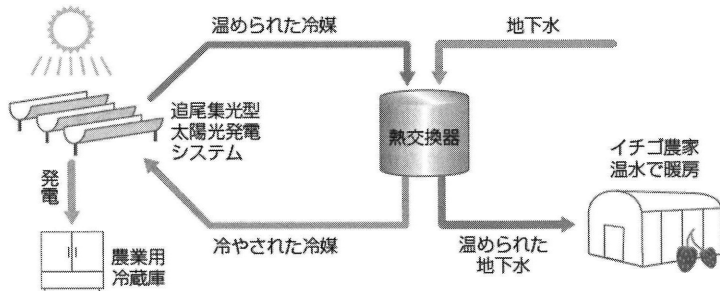 温められた冷媒
地下水
追尾集光型
太陽光発電
システム
熱交換器
イチゴ農家
温水で暖房
発電
農業用
冷蔵庫
冷やされた冷媒
温められた
地下水